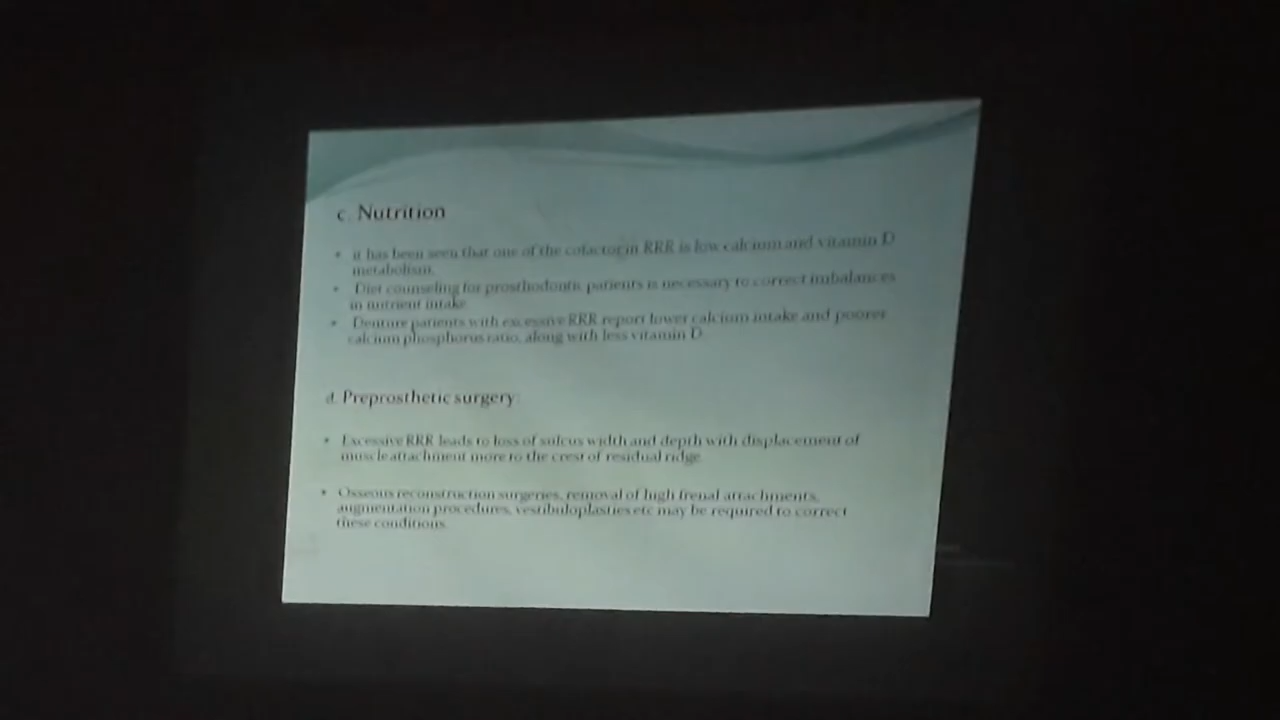 c. Nutrition
• it has been seen that one of the cofactor in RRR is low calcium and vitamin D
metabolism.
• Diet counseling for prosthodontic patients is necessary to correct imbalances
in nutrient intake.
• Denture patients with excessive RRR report lower calcium intake and poorer
calcium phosphorus ratio, along with less vitamin D.
d. Preprosthetic surgery:
• Excessive RRR leads to loss of sulcus width and depth with displacement of
muscle attachment more to the crest of residual ridge.
• Osseous reconstruction surgeries, removal of high frenal attachments,
augmentation procedures, vestibuloplasties etc may be required to correct
these conditions.